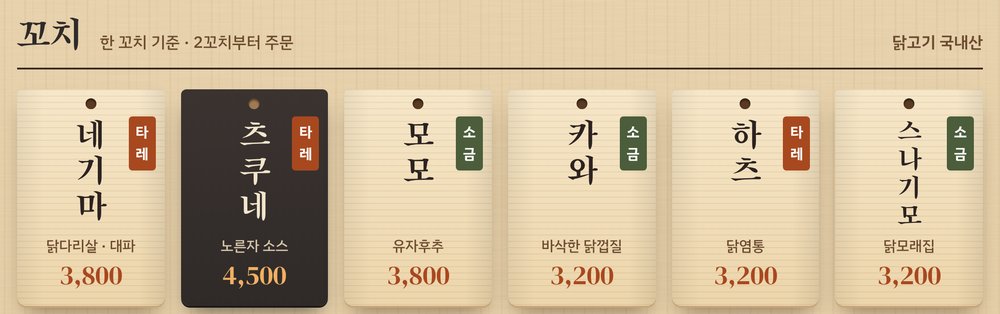 꼬치
한 꼬치 기준 · 2꼬치부터 주문
닭고기 국내산
네기마
타레
닭다리살 · 대파
3,800
츠쿠네
타레
노른자 소스
4,500
모모
소금
유자후추
3,800
카와
소금
바삭한 닭껍질
3,200
하츠
타레
닭염통
3,200
스나기모
소금
닭모래집
3,200